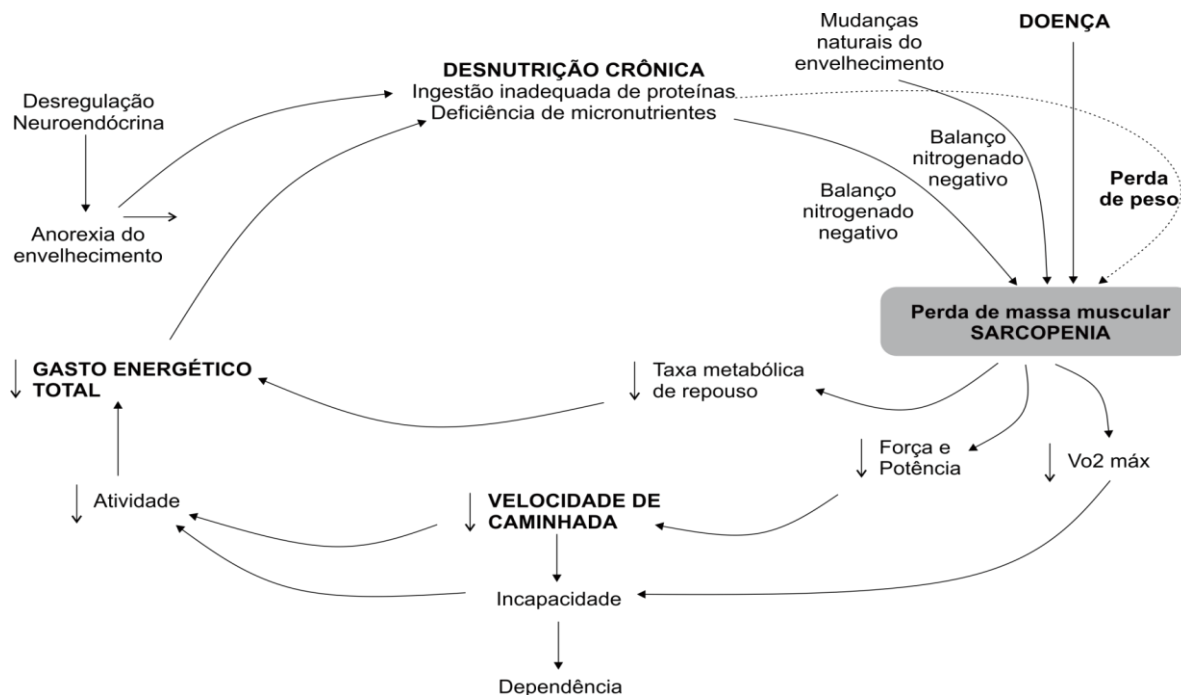 Mudanças
naturais do
envelhecimento
DOENÇA
DESNUTRIÇÃO CRÔNICA
Ingestão inadequada de proteínas
Deficiência de micronutrientes
Desregulação
Neuroendócrina
Anorexia do
envelhecimento
Balanço
nitrogenado
negativo
Balanço
nitrogenado
negativo
Perda
de peso
Perda de massa muscular
SARCOPENIA
GASTO ENERGÉTICO
TOTAL
Taxa metabólica
de repouso
Força e
Potência
Vo2 máx
Atividade
VELOCIDADE DE
CAMINHADA
Incapacidade
Dependência